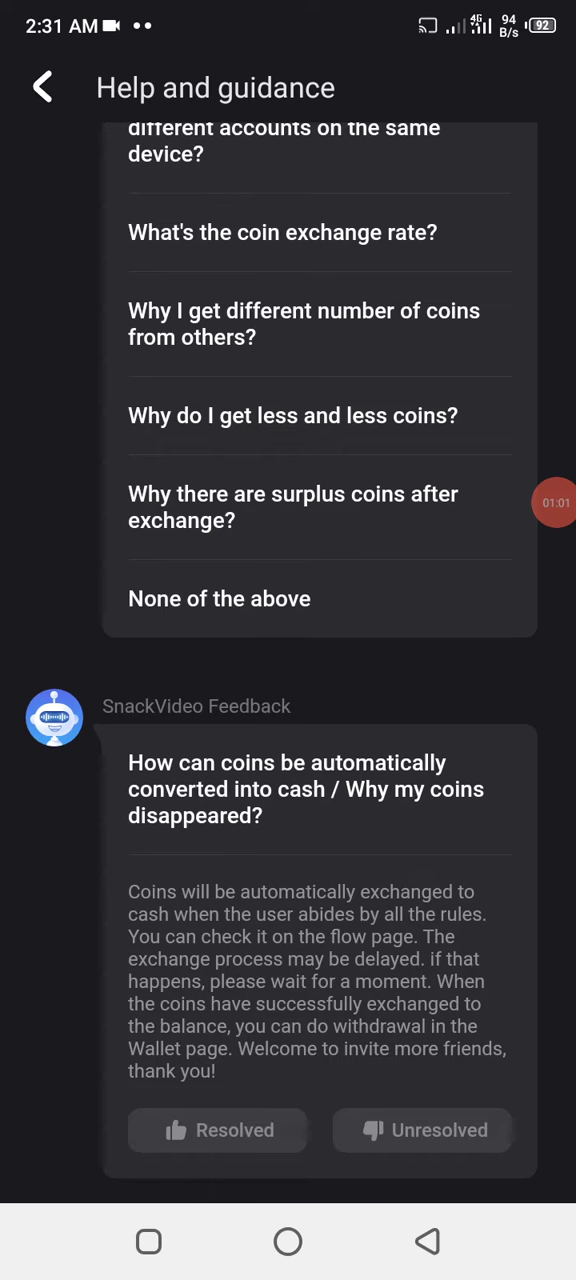 2:31 AM
4G
94
B/s
92
Help and guidance
different accounts on the same
device?
What's the coin exchange rate?
Why I get different number of coins
from others?
Why do I get less and less coins?
Why there are surplus coins after
exchange?
01:01
None of the above
SnackVideo Feedback
How can coins be automatically
converted into cash / Why my coins
disappeared?
Coins will be automatically exchanged to
cash when the user abides by all the rules.
You can check it on the flow page. The
exchange process may be delayed. if that
happens, please wait for a moment. When
the coins have successfully exchanged to
the balance, you can do withdrawal in the
Wallet page. Welcome to invite more friends,
thank you!
Resolved
Unresolved